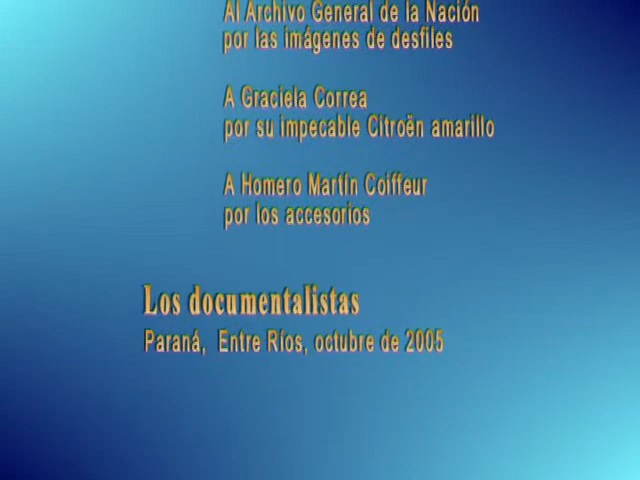 Al Archivo General de la Nación
por las imágenes de desfiles
A Graciela Correa
por su impecable Citroën amarillo
A Homero Martín Coiffeur
por los accesorios
Los documentalistas
Paraná, Entre Ríos, octubre de 2005